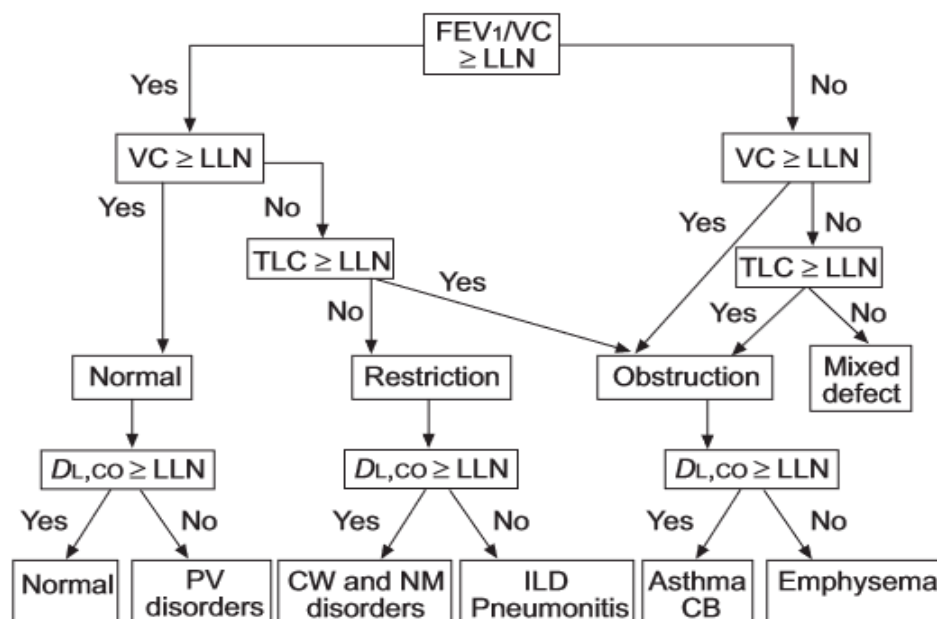 FEV1/VC
≥ LLN
Yes
No
VC ≥ LLN
VC ≥ LLN
Yes
No
Yes
No
TLC ≥ LLN
TLC ≥ LLN
Yes
No
Yes
No
Normal
Restriction
Obstruction
Mixed
defect
DL,CO ≥ LLN
DL,CO ≥ LLN
DL,CO ≥ LLN
Yes
No
Yes
No
Yes
No
Normal
PV
disorders
CW and NM
disorders
ILD
Pneumonitis
Asthma
CB
Emphysema